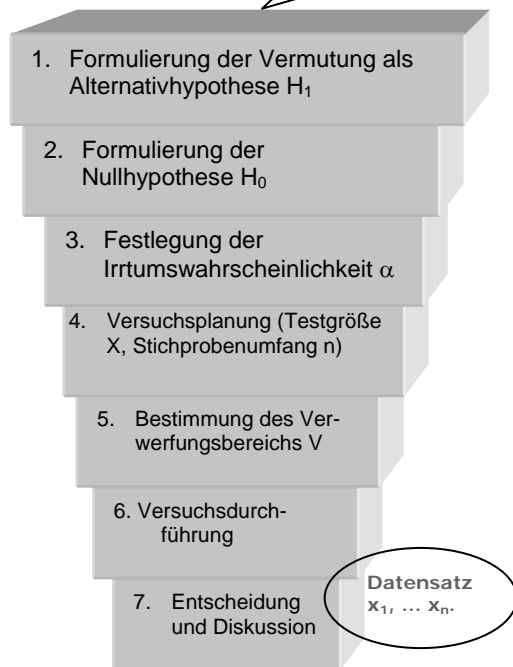 1. Formulierung der Vermutung als
Alternativhypothese H₁
2. Formulierung der
Nullhypothese H₀
3. Festlegung der
Irrtumswahrscheinlichkeit α
4. Versuchsplanung (Testgröße
X, Stichprobenumfang n)
5. Bestimmung des Ver-
werfungsbereichs V
6. Versuchsdurch-
führung
7. Entscheidung
und Diskussion
Datensatz
x₁, ... xₙ.